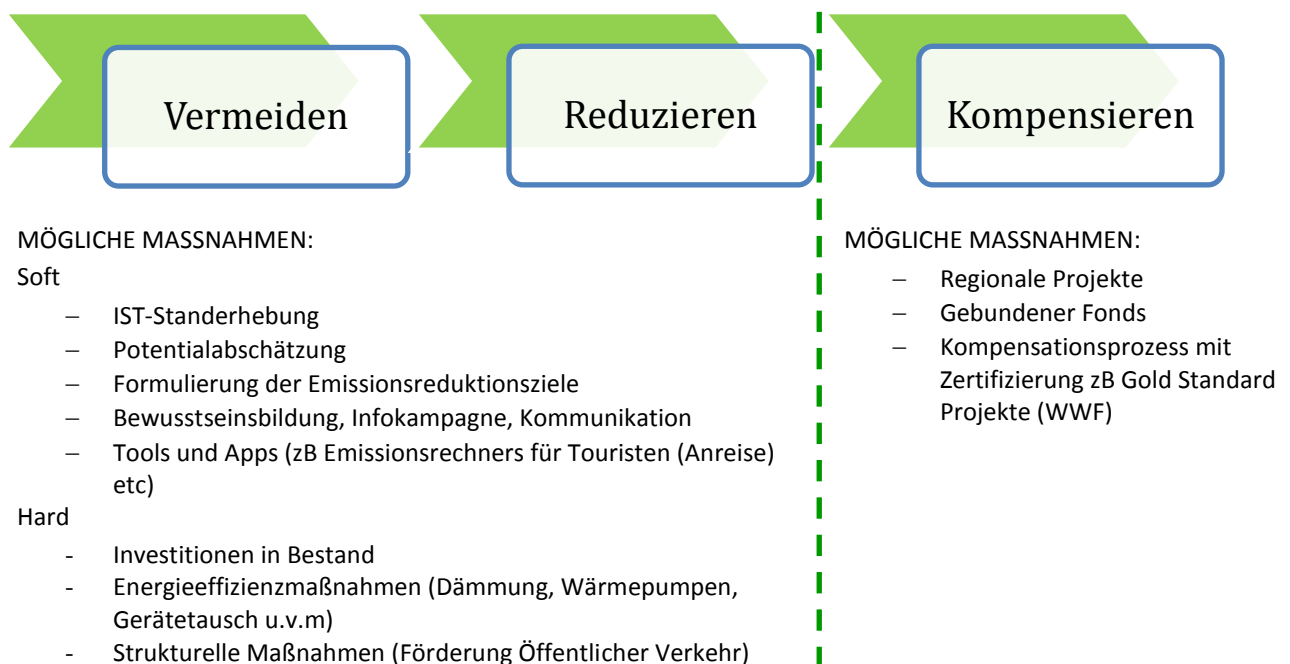 Vermeiden
Reduzieren
Kompensieren
MÖGLICHE MASSNAHMEN:
Soft
– IST-Standerhebung
– Potentialabschätzung
– Formulierung der Emissionsreduktionsziele
– Bewusstseinsbildung, Infokampagne, Kommunikation
– Tools und Apps (zB Emissionsrechners für Touristen (Anreise)
etc)
Hard
- Investitionen in Bestand
- Energieeffizienzmaßnahmen (Dämmung, Wärmepumpen,
Gerätetausch u.v.m)
- Strukturelle Maßnahmen (Förderung Öffentlicher Verkehr)
MÖGLICHE MASSNAHMEN:
– Regionale Projekte
– Gebundener Fonds
– Kompensationsprozess mit
Zertifizierung zB Gold Standard
Projekte (WWF)